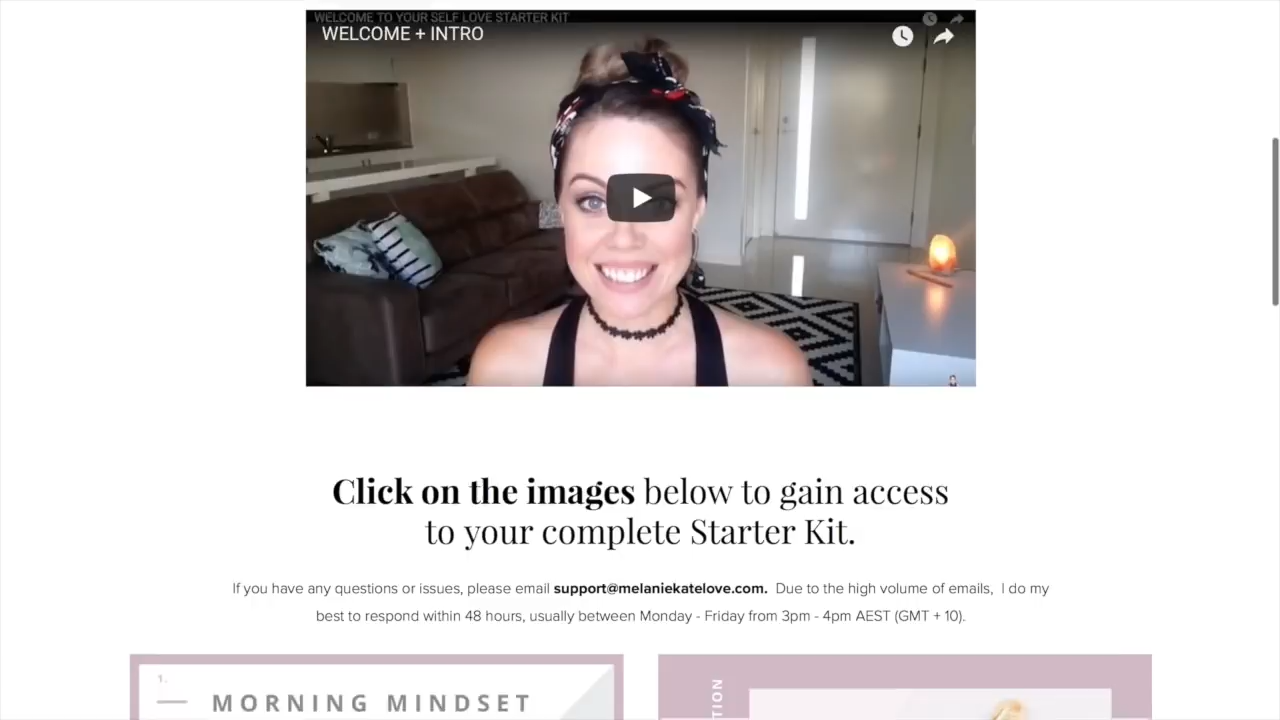 WELCOME TO YOUR SELF LOVE STARTER KIT
WELCOME + INTRO
Click on the images below to gain access
to your complete Starter Kit.
If you have any questions or issues, please email support@melaniekatelove.com. Due to the high volume of emails, I do my
best to respond within 48 hours, usually between Monday - Friday from 3pm - 4pm AEST (GMT + 10).
1.
MORNING MINDSET
TION